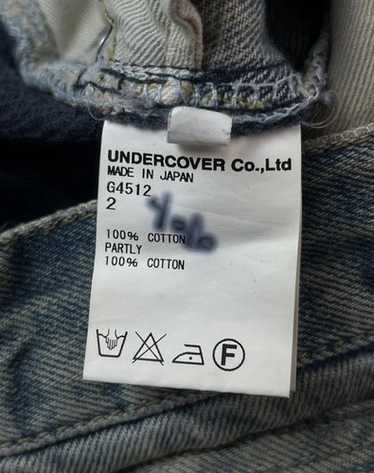 UNDERCOVER Co.,Ltd
MADE IN JAPAN
G4512
2
100% COTTON
PARTLY
100% COTTON
F